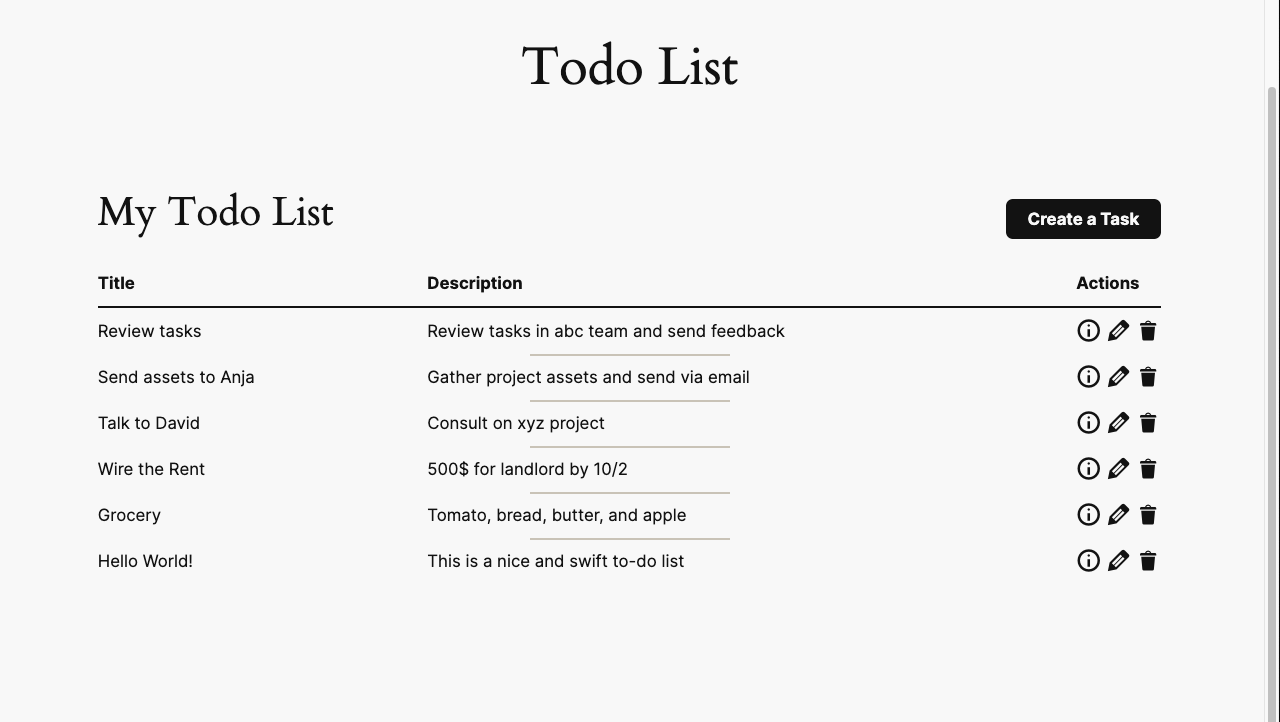 Todo List
My Todo List
Create a Task
Title Description Actions
Review tasks Review tasks in abc team and send feedback
Send assets to Anja Gather project assets and send via email
Talk to David Consult on xyz project
Wire the Rent 500$ for landlord by 10/2
Grocery Tomato, bread, butter, and apple
Hello World! This is a nice and swift to-do list